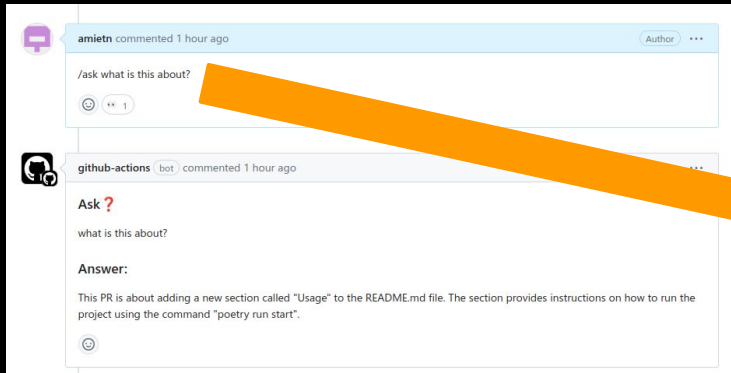 amietn commented 1 hour ago
Author
/ask what is this about?
1
github-actions bot commented 1 hour ago
Ask ❓
what is this about?
Answer:
This PR is about adding a new section called "Usage" to the README.md file. The section provides instructions on how to run the
project using the command "poetry run start".